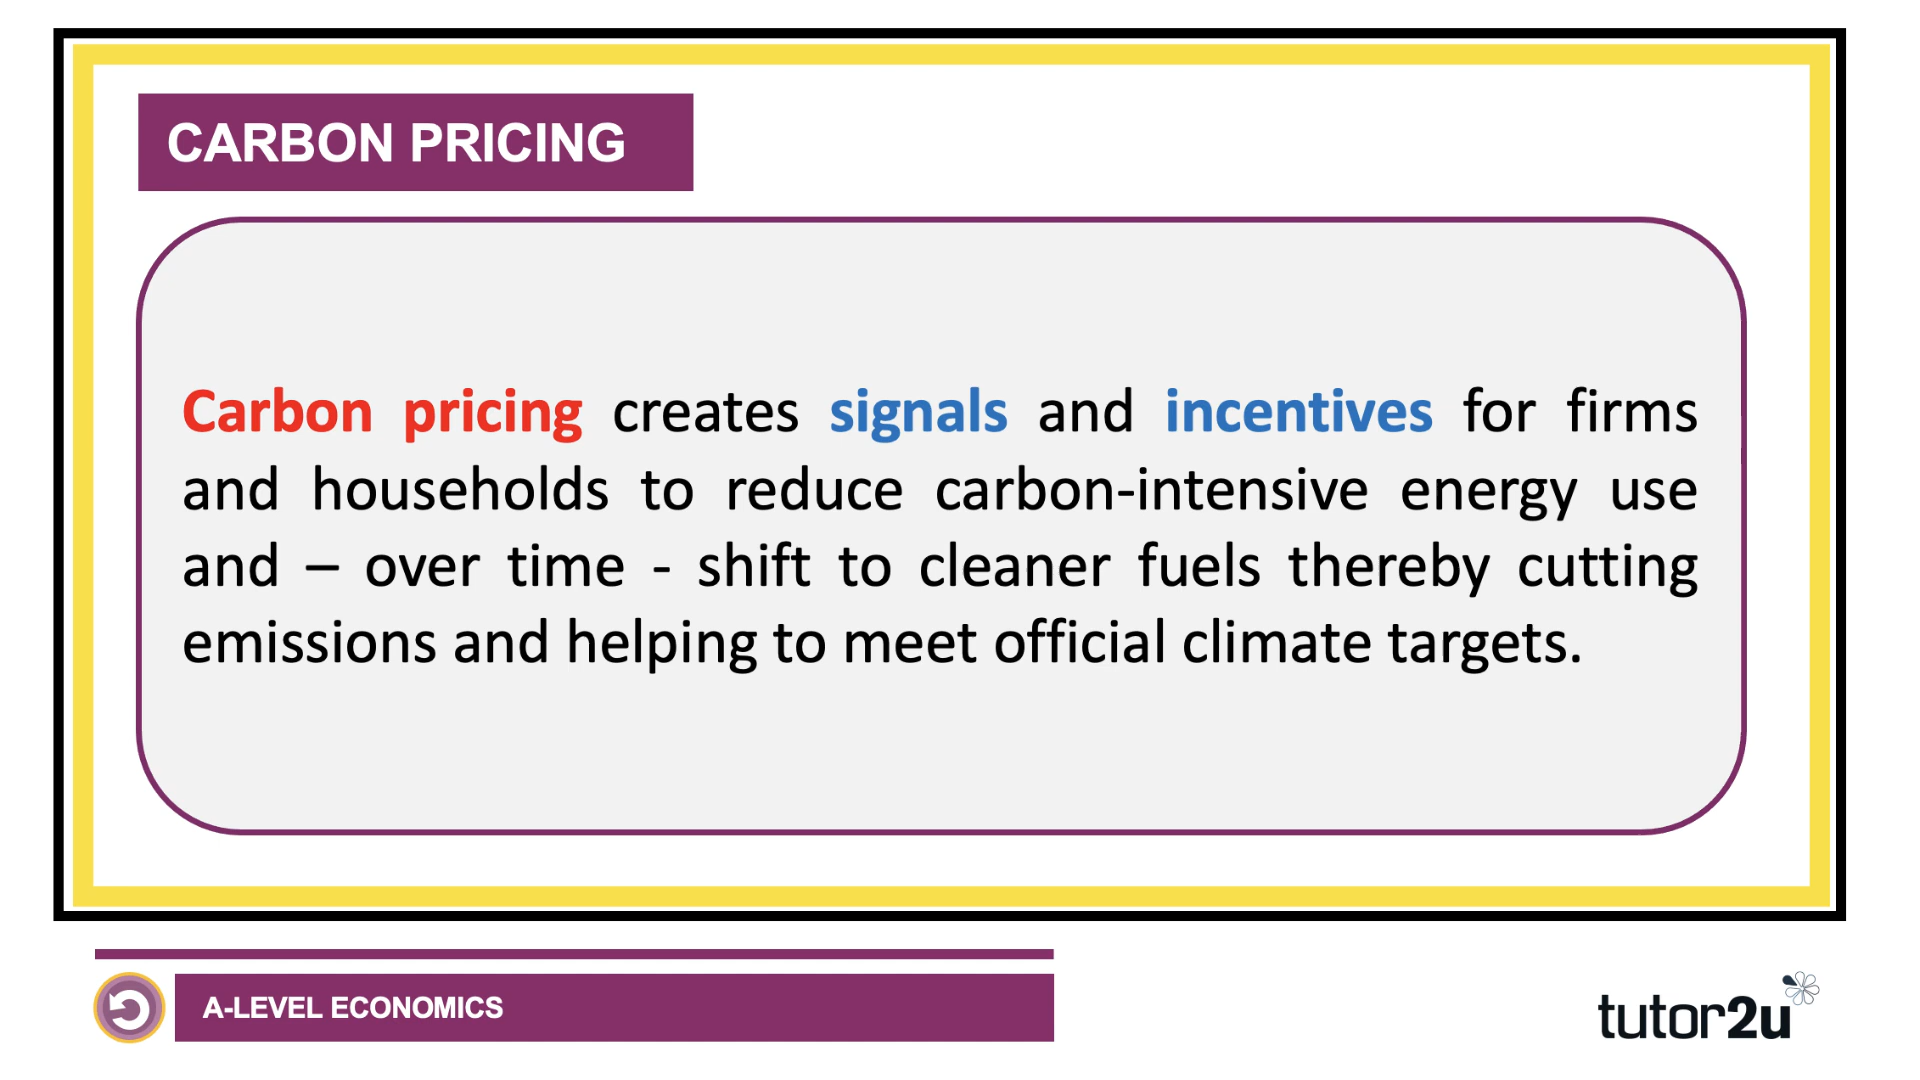 CARBON PRICING
Carbon pricing creates signals and incentives for firms
and households to reduce carbon-intensive energy use
and – over time - shift to cleaner fuels thereby cutting
emissions and helping to meet official climate targets.
A-LEVEL ECONOMICS
tutor2u